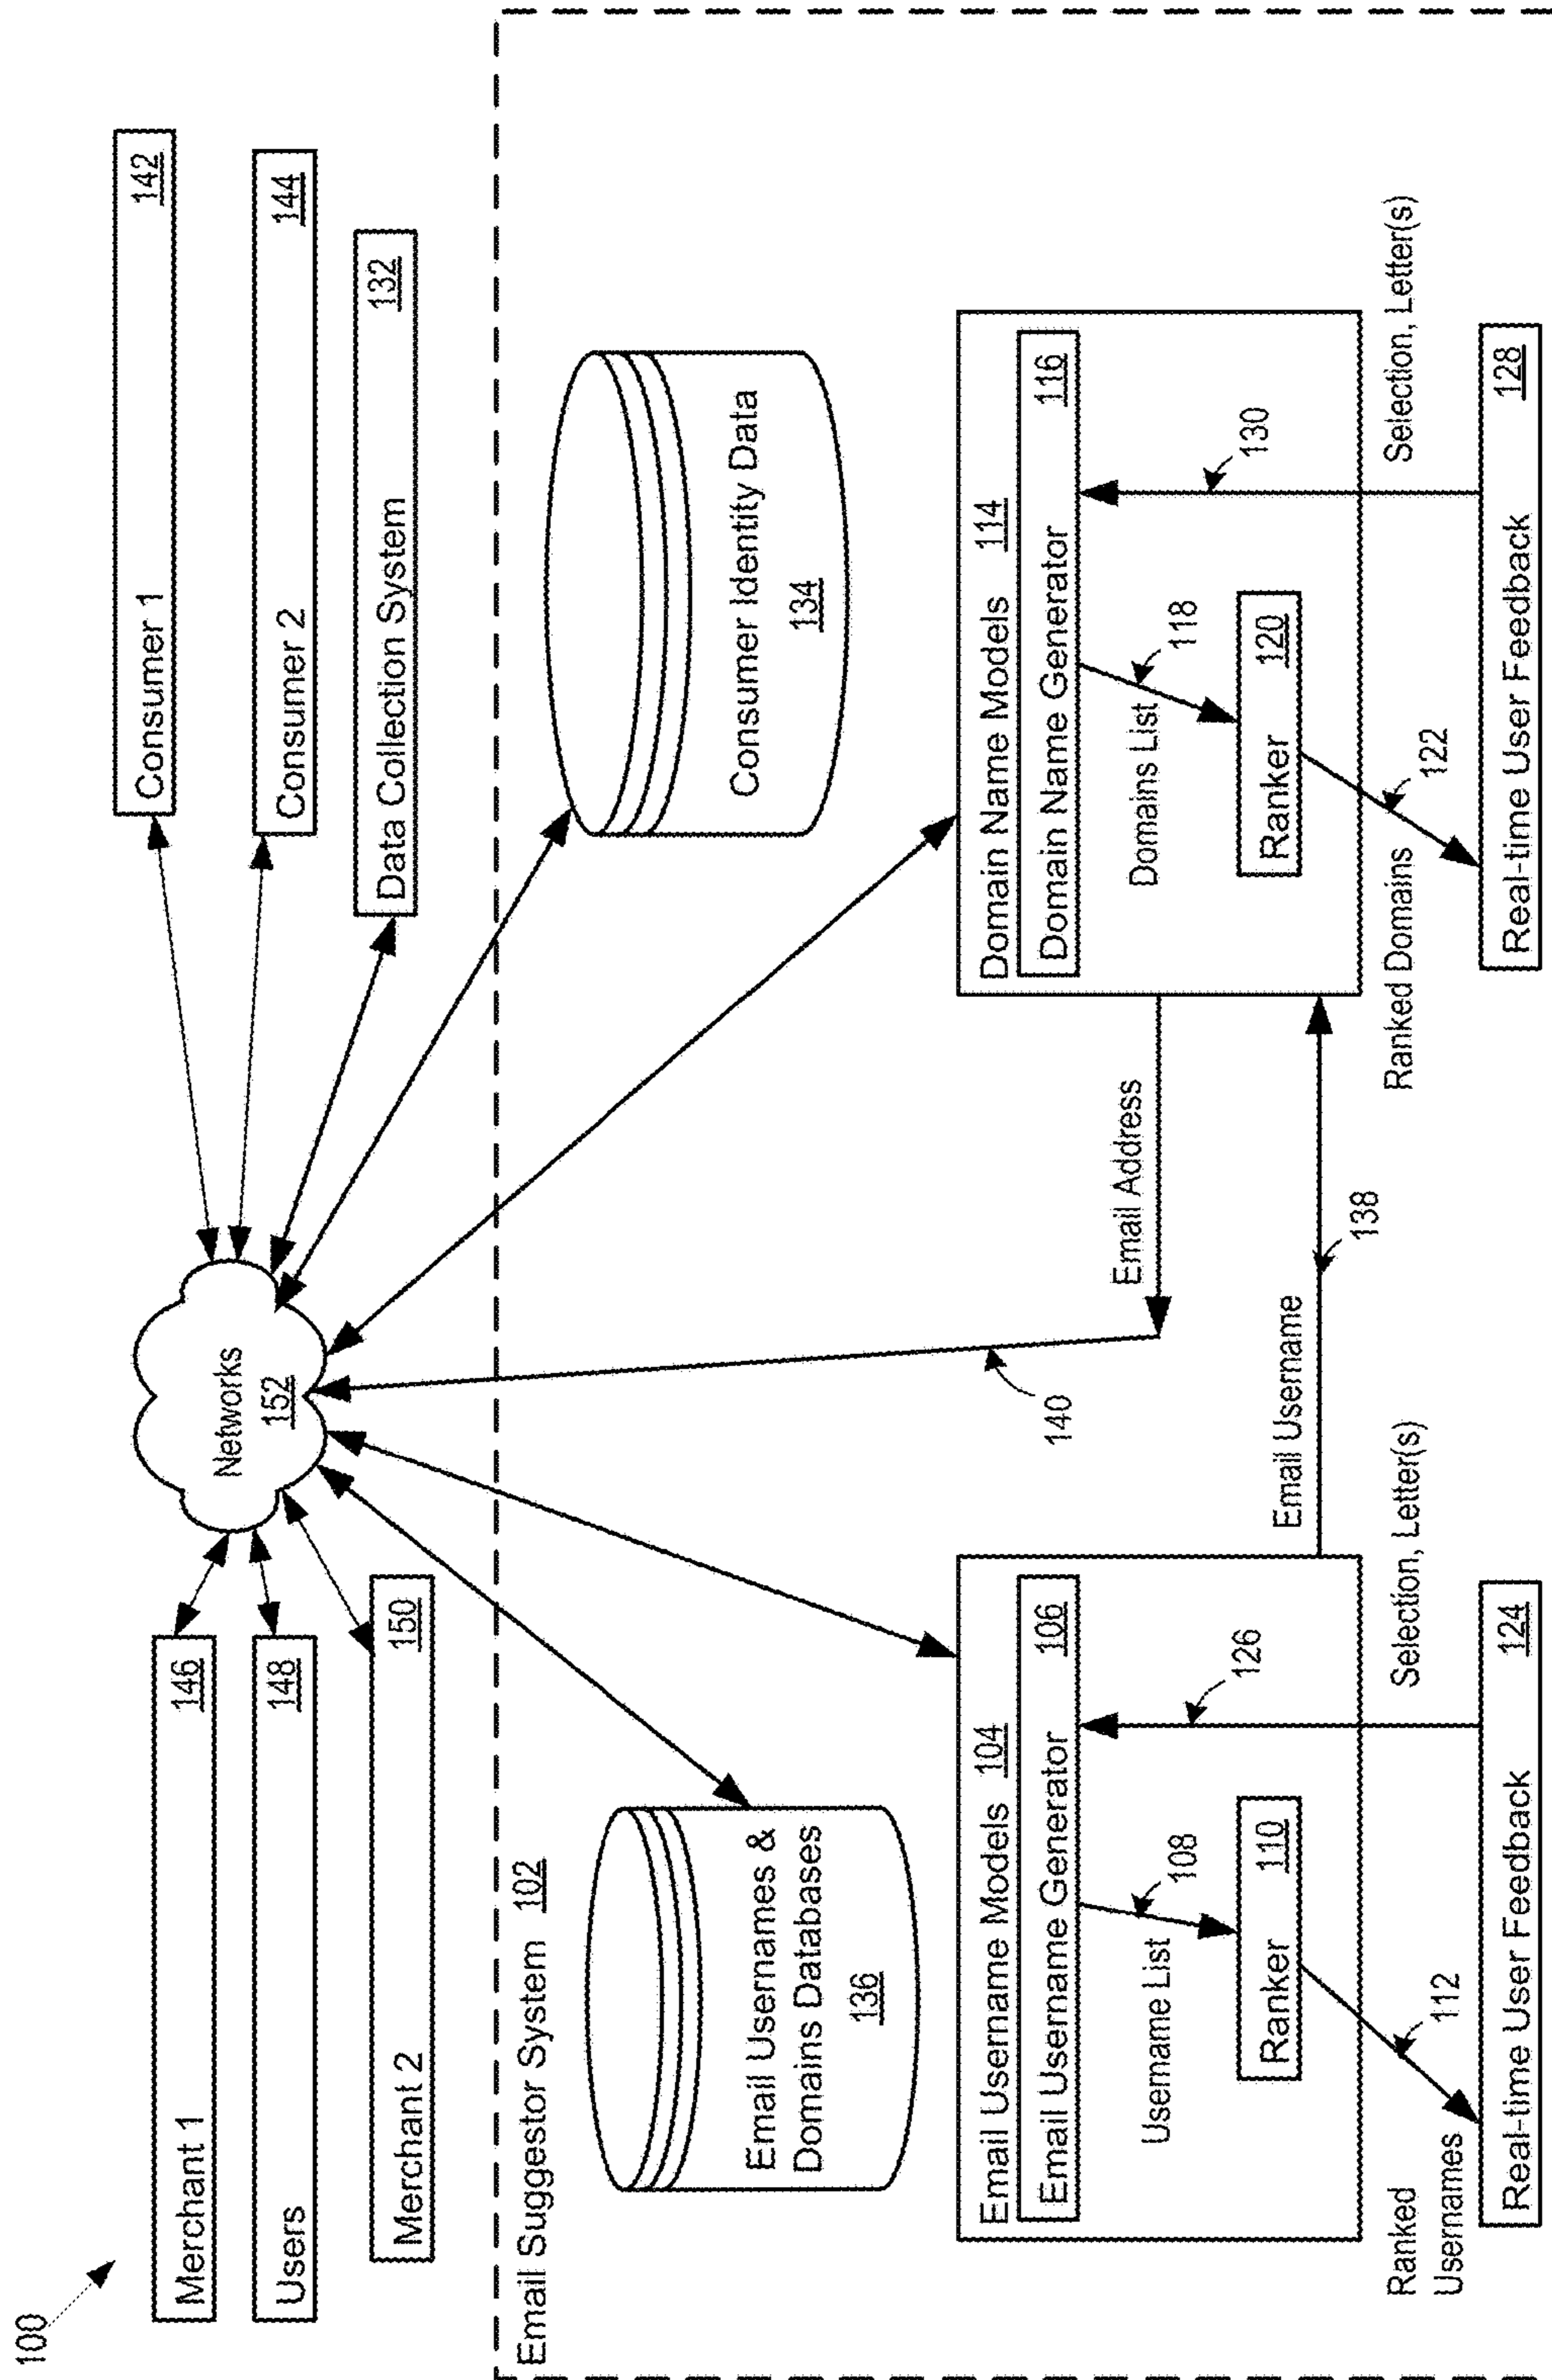 100
Merchant 1 146
Users 148
Merchant 2 150
Networks
152
Consumer 1 142
Consumer 2 144
Data Collection System 132
Email Suggestor System 102
Email Usernames &
Domains Databases
136
Consumer Identity Data
134
Email Username Models 104
Email Username Generator 106
Username List
108
126
Ranker 110
Ranked
Usernames
112
Selection, Letter(s)
Real-time User Feedback 124
140
Email Address
Email Username
138
Domain Name Models 114
Domain Name Generator 116
Domains List
118
130
Ranker 120
Ranked Domains
122
Selection, Letter(s)
Real-time User Feedback 128